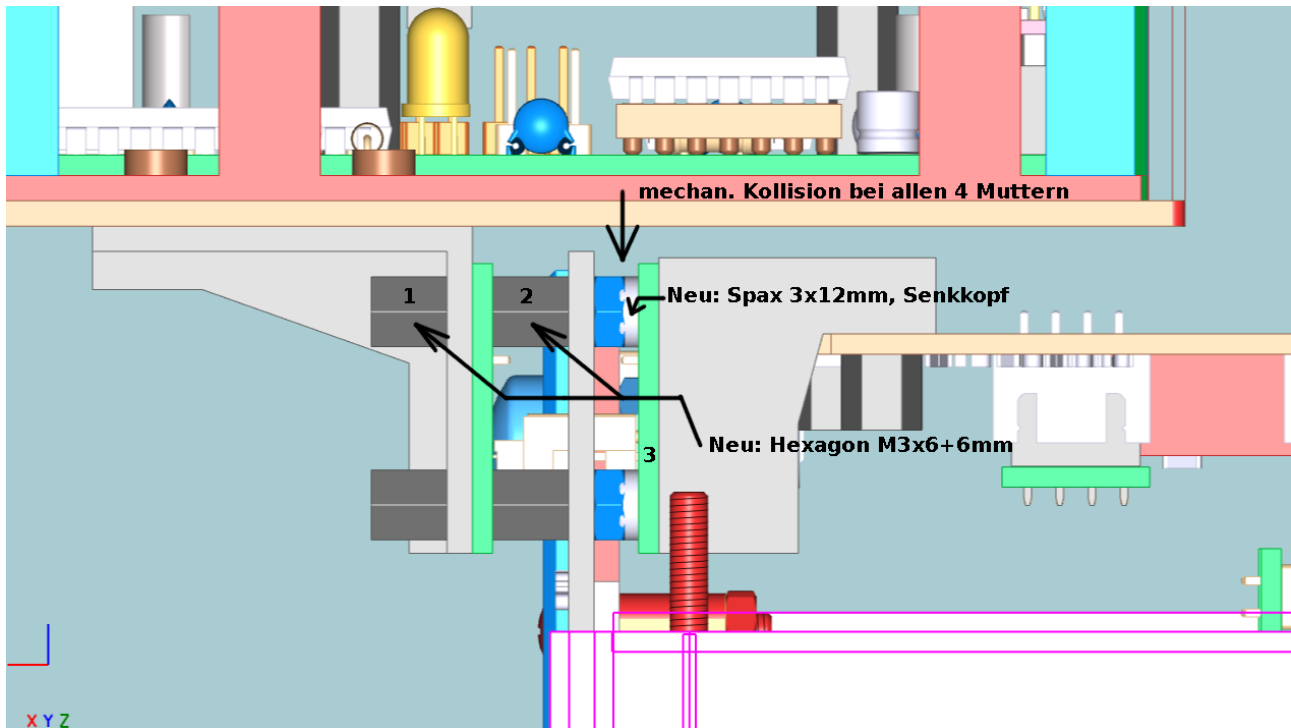 mechan. Kollision bei allen 4 Muttern
1
2
Neu: Spax 3x12mm, Senkkopf
Neu: Hexagon M3x6+6mm
3
X Y Z